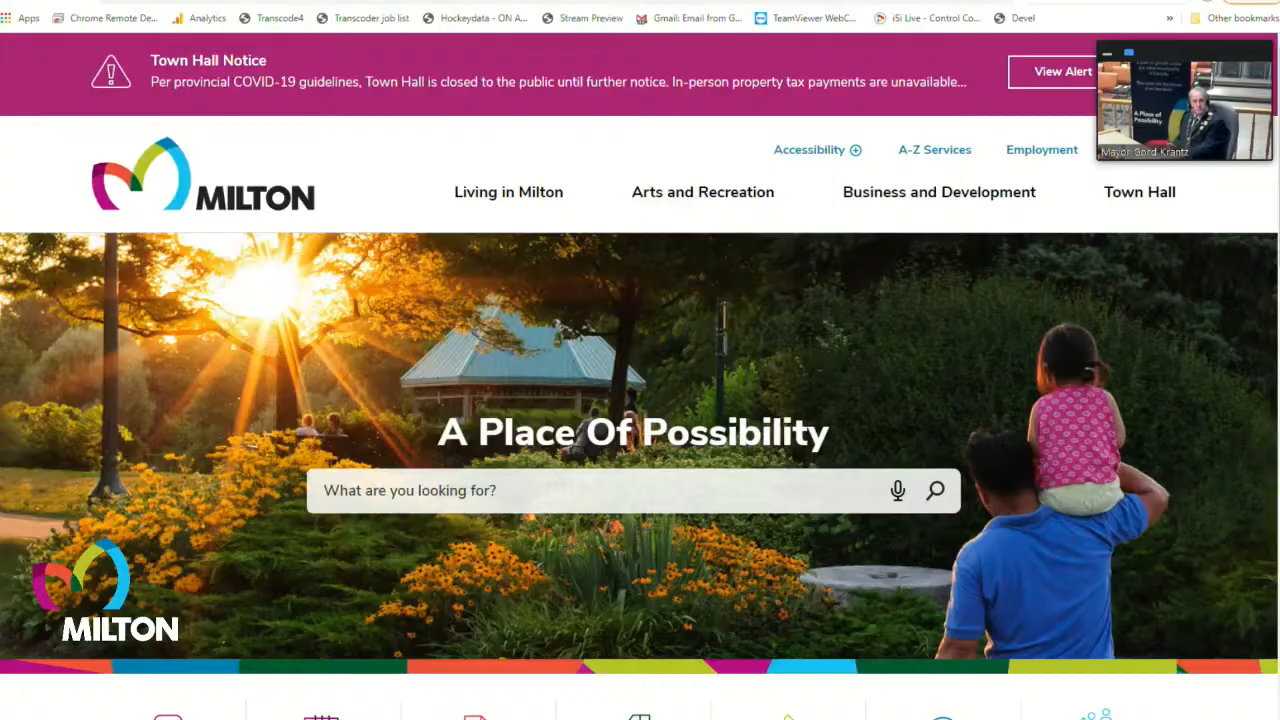 Apps
Chrome Remote De...
Analytics
Transcode4
Transcoder job list
Hockeydata - ON A...
Stream Preview
Gmail: Email from G...
TeamViewer WebC...
iSi Live - Control Co...
Devel
»
Other bookmarks
Town Hall Notice
Per provincial COVID-19 guidelines, Town Hall is closed to the public until further notice. In-person property tax payments are unavailable...
View Alert
A Place of
Possibility
Mayor Gord Krantz
MILTON
Accessibility
A-Z Services
Employment
Living in Milton
Arts and Recreation
Business and Development
Town Hall
A Place Of Possibility
What are you looking for?
MILTON